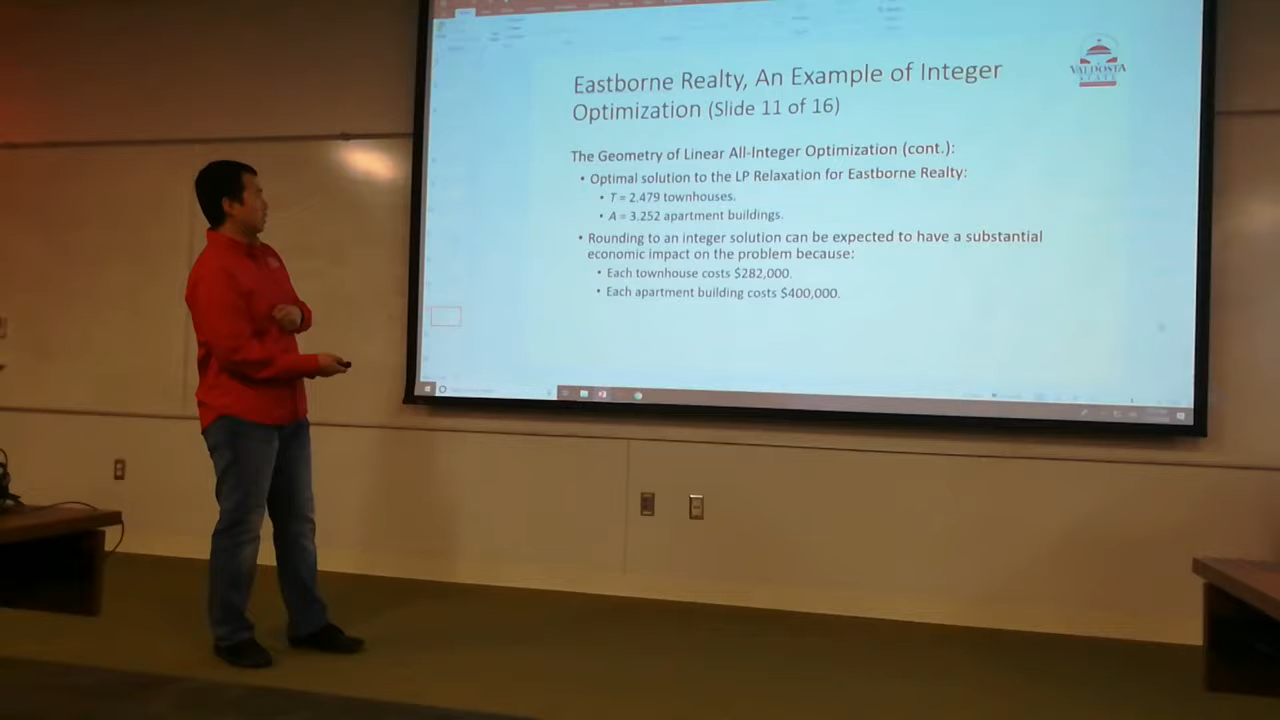 Eastborne Realty, An Example of Integer
Optimization (Slide 11 of 16)
VALDOSTA
STATE
The Geometry of Linear All-Integer Optimization (cont.):
• Optimal solution to the LP Relaxation for Eastborne Realty:
• T = 2.479 townhouses.
• A = 3.252 apartment buildings.
• Rounding to an integer solution can be expected to have a substantial
economic impact on the problem because:
• Each townhouse costs $282,000.
• Each apartment building costs $400,000.